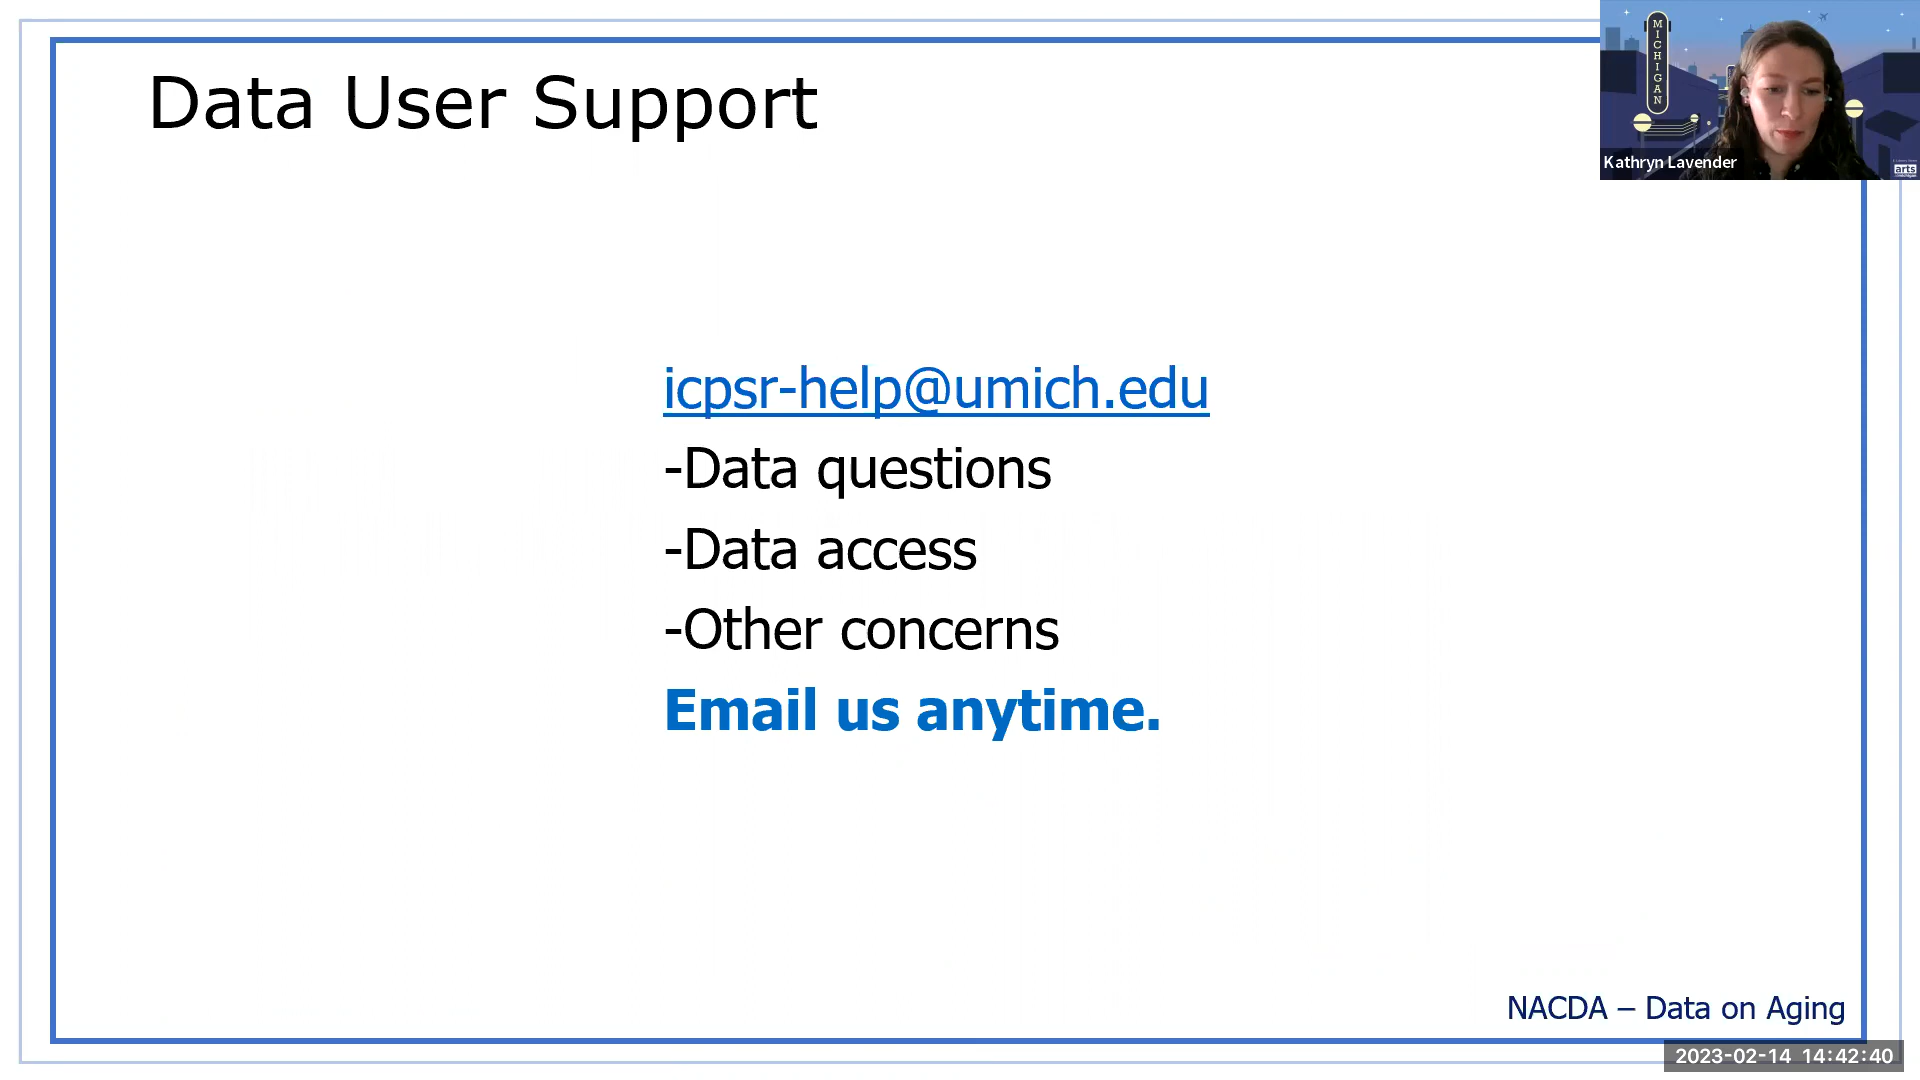 Data User Support
MICHIGAN
Kathryn Lavender
arts
icpsr-help@umich.edu
-Data questions
-Data access
-Other concerns
Email us anytime.
NACDA – Data on Aging
2023-02-14 14:42:40